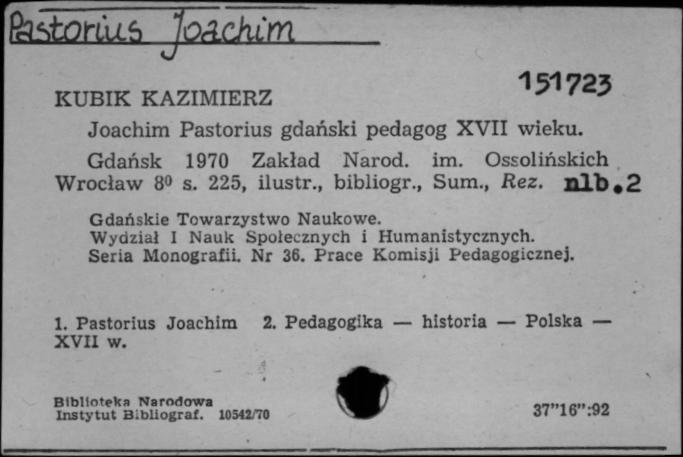 Pastorius Joachim
151723
KUBIK KAZIMIERZ
Joachim Pastorius gdański pedagog XVII wieku.
Gdańsk 1970 Zakład Narod. im. Ossolińskich
Wrocław 8⁰ s. 225, ilustr., bibliogr., Sum., Rez. nlb.2
Gdańskie Towarzystwo Naukowe.
Wydział I Nauk Społecznych i Humanistycznych.
Seria Monografii. Nr 36. Prace Komisji Pedagogicznej.
1. Pastorius Joachim 2. Pedagogika — historia — Polska —
XVII w.
Biblioteka Narodowa
Instytut Bibliograf. 10542/70
37”16”:92